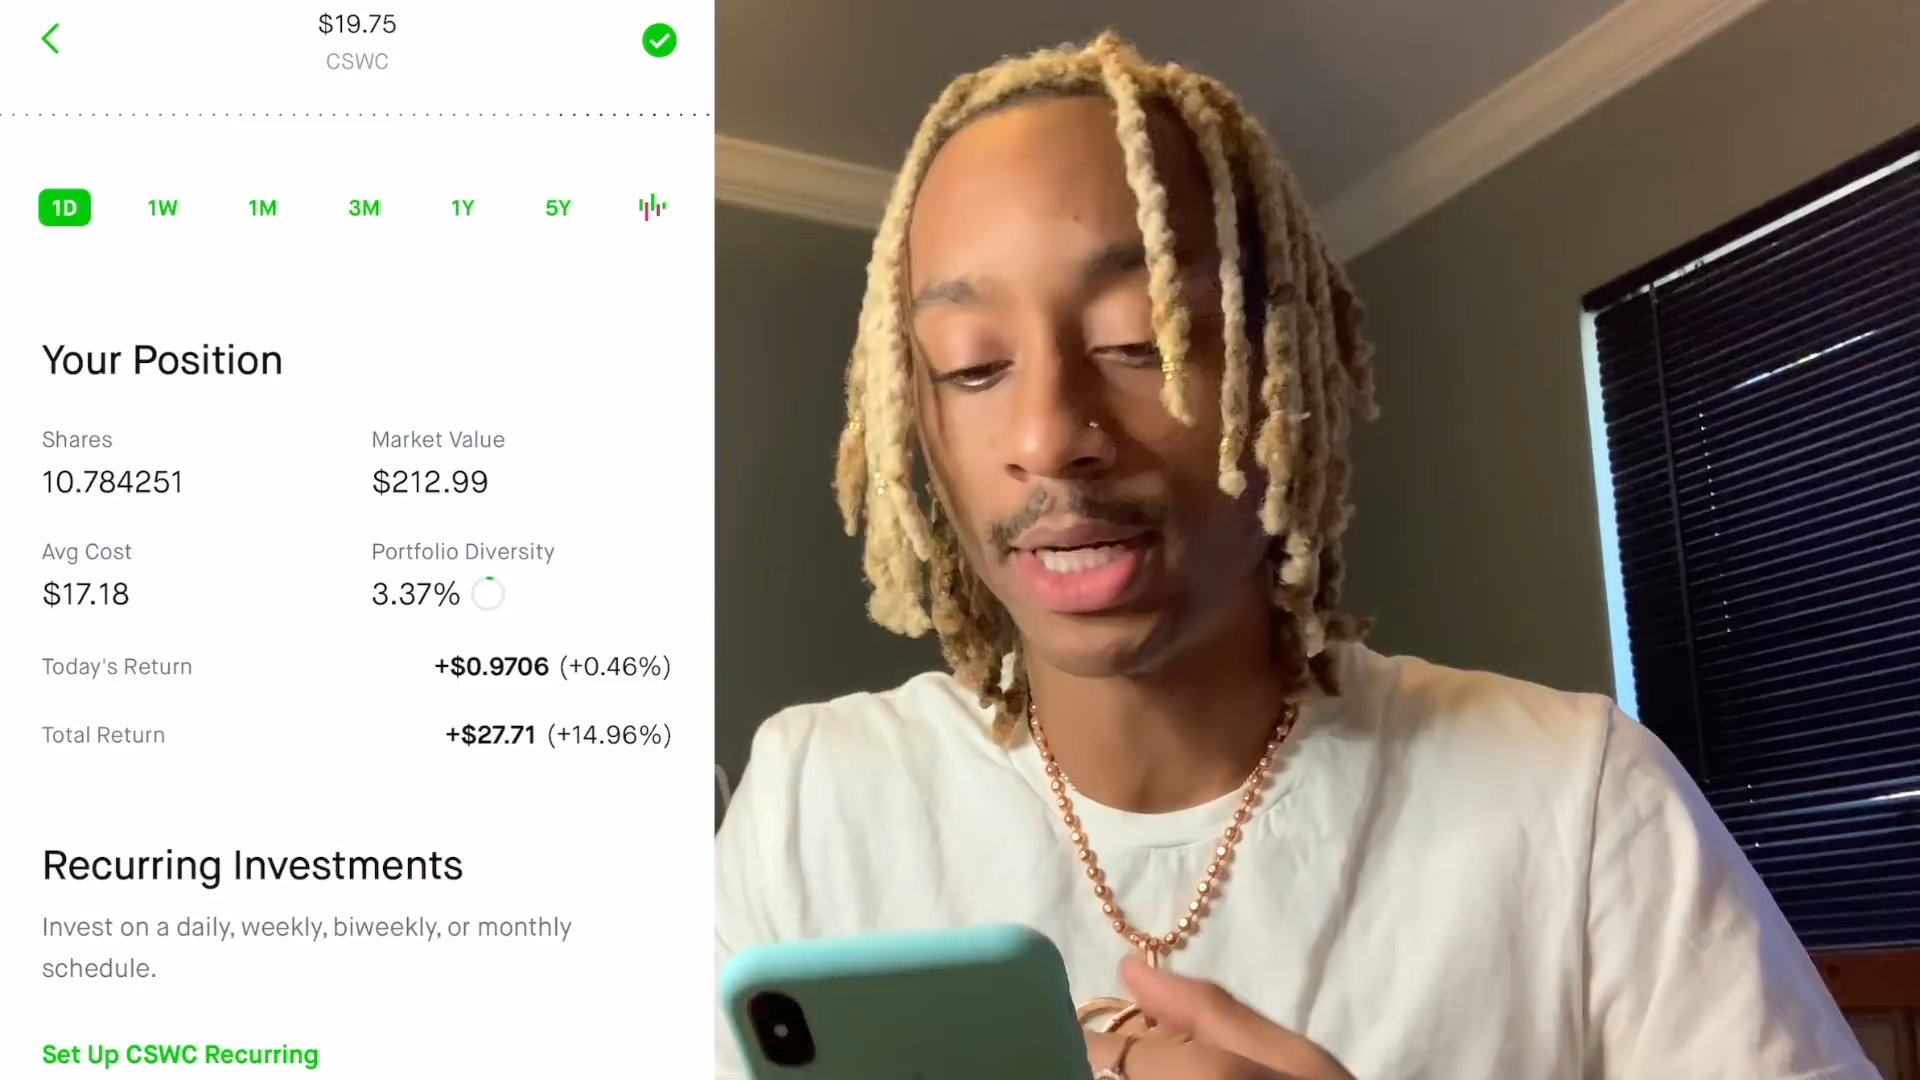 $19.75
CSWC
1D 1W 1M 3M 1Y 5Y
Your Position
Shares Market Value
10.784251 $212.99
Avg Cost Portfolio Diversity
$17.18 3.37%
Today's Return +$0.9706 (+0.46%)
Total Return +$27.71 (+14.96%)
Recurring Investments
Invest on a daily, weekly, biweekly, or monthly
schedule.
Set Up CSWC Recurring